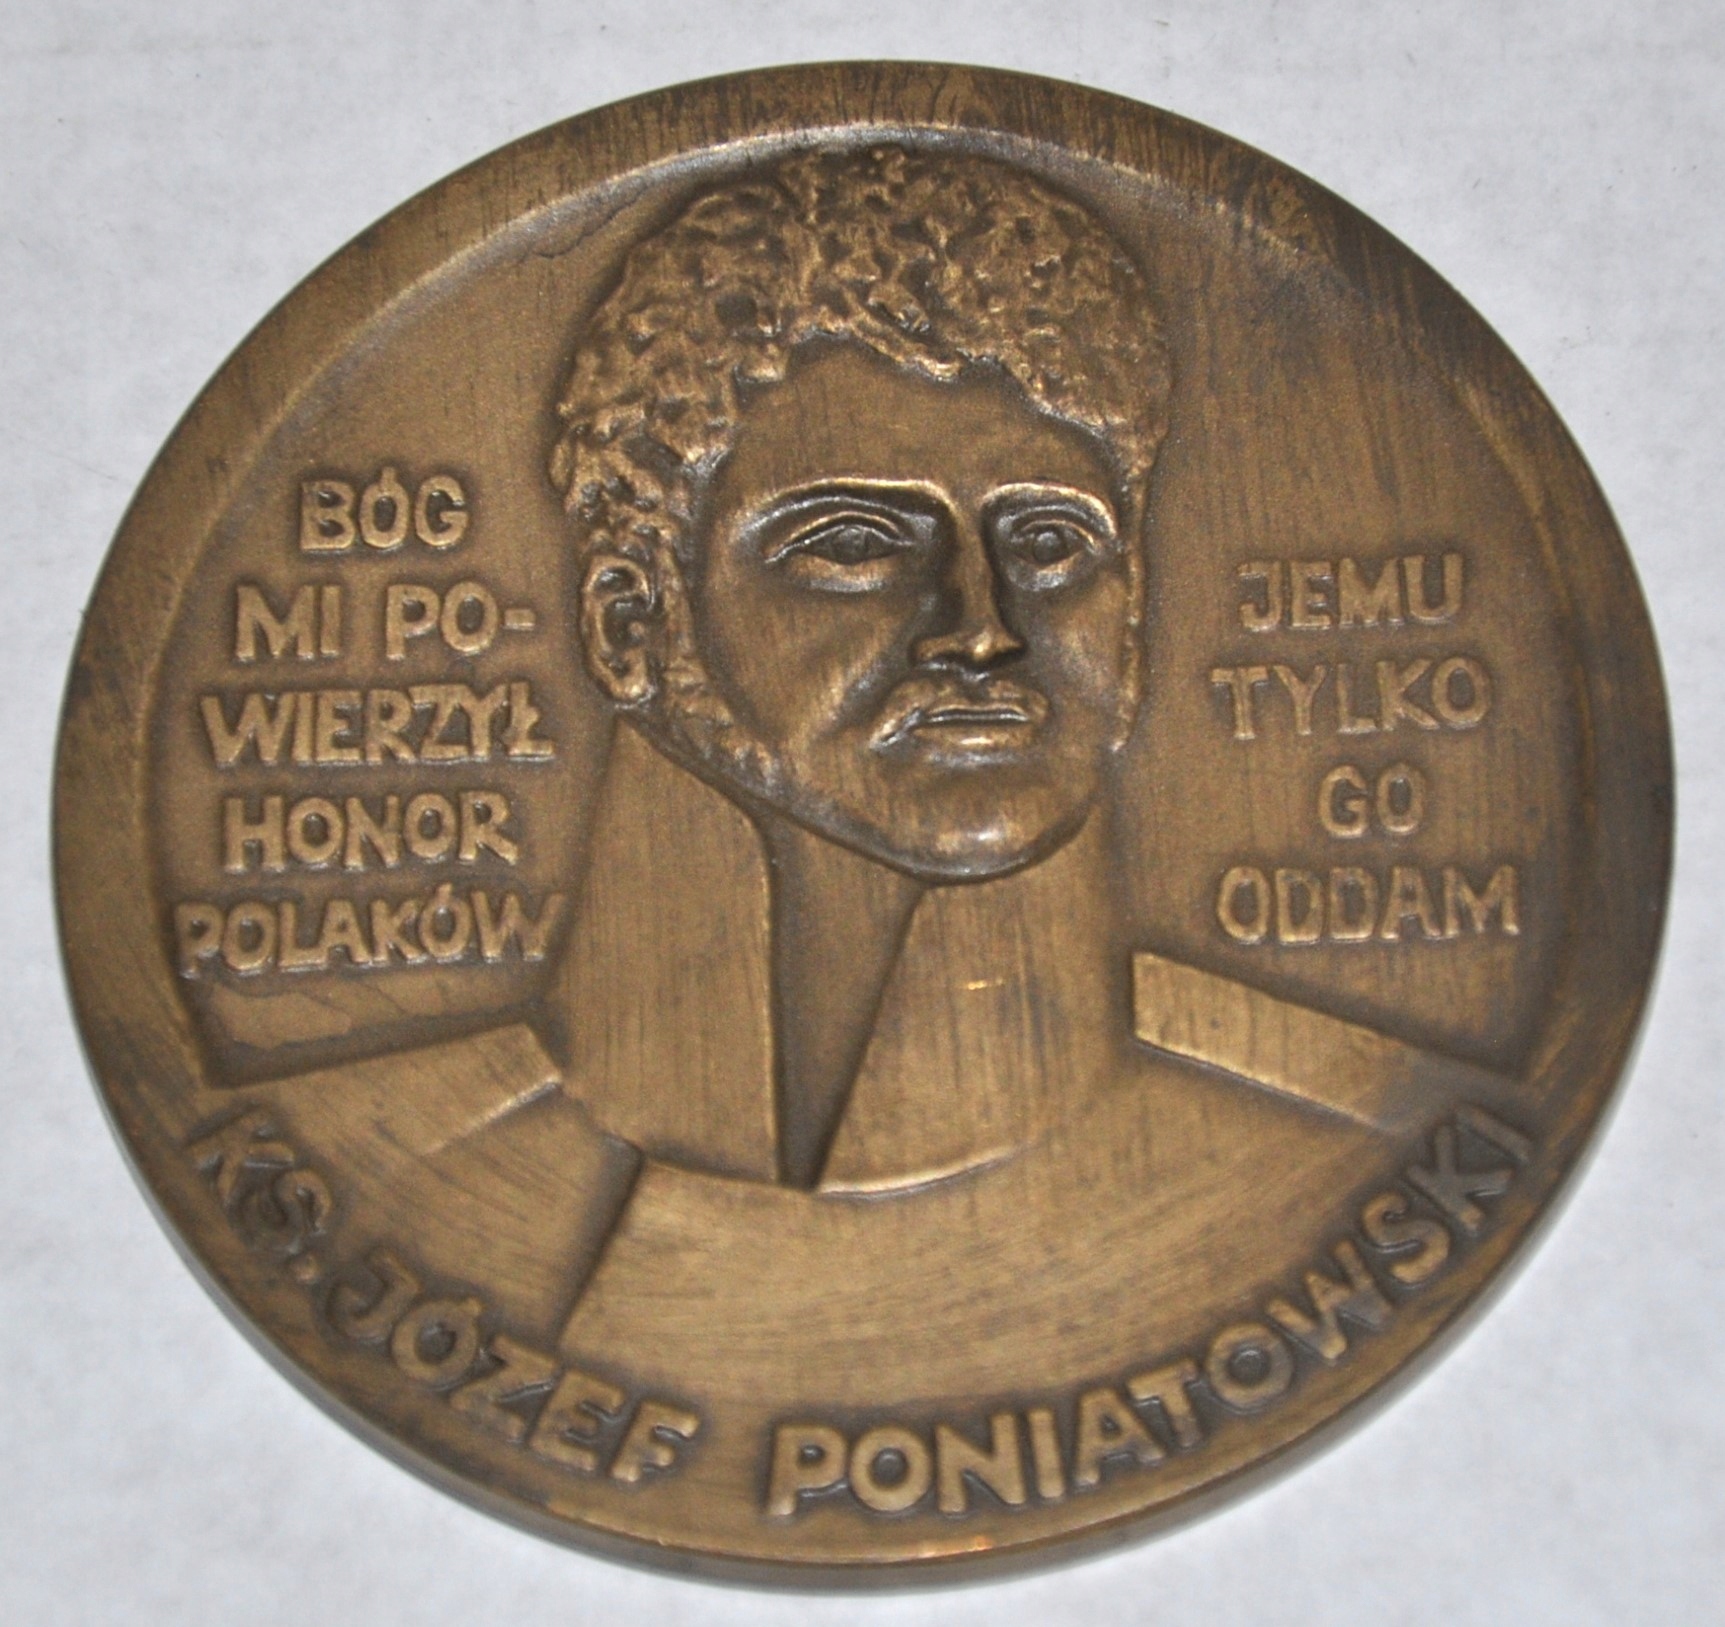 BÓG
MI PO-
WIERZYŁ
HONOR
POLAKÓW
JEMU
TYLKO
GO
ODDAM
KS. JÓZEF PONIATOWSKI